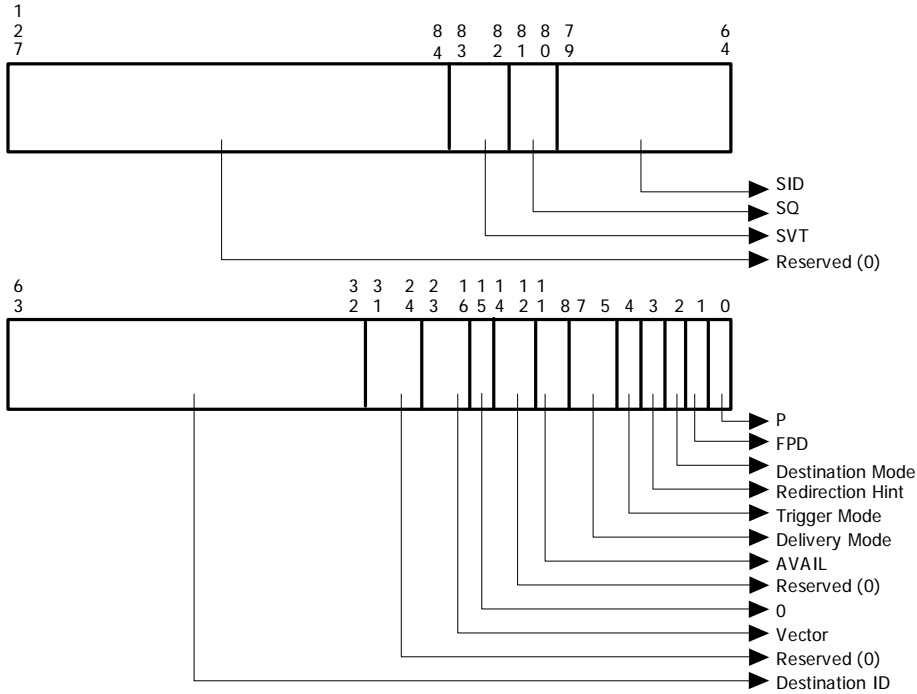 1 2 7
8 4
8 3
8 2
8 1
8 0
7 9
6 4
SID
SQ
SVT
Reserved (0)
6 3
3 2
3 1
2 4
2 3
1 6
1 5
1 4
1 2
1 1
8 7 5 4 3 2 1 0
P
FPD
Destination Mode
Redirection Hint
Trigger Mode
Delivery Mode
AVAIL
Reserved (0)
0
Vector
Reserved (0)
Destination ID